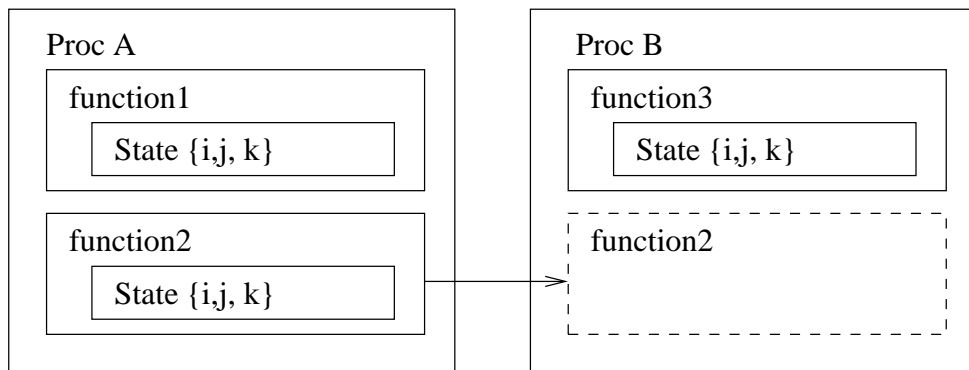 Proc A
function1
State {i,j, k}
function2
State {i,j, k}
Proc B
function3
State {i,j, k}
function2